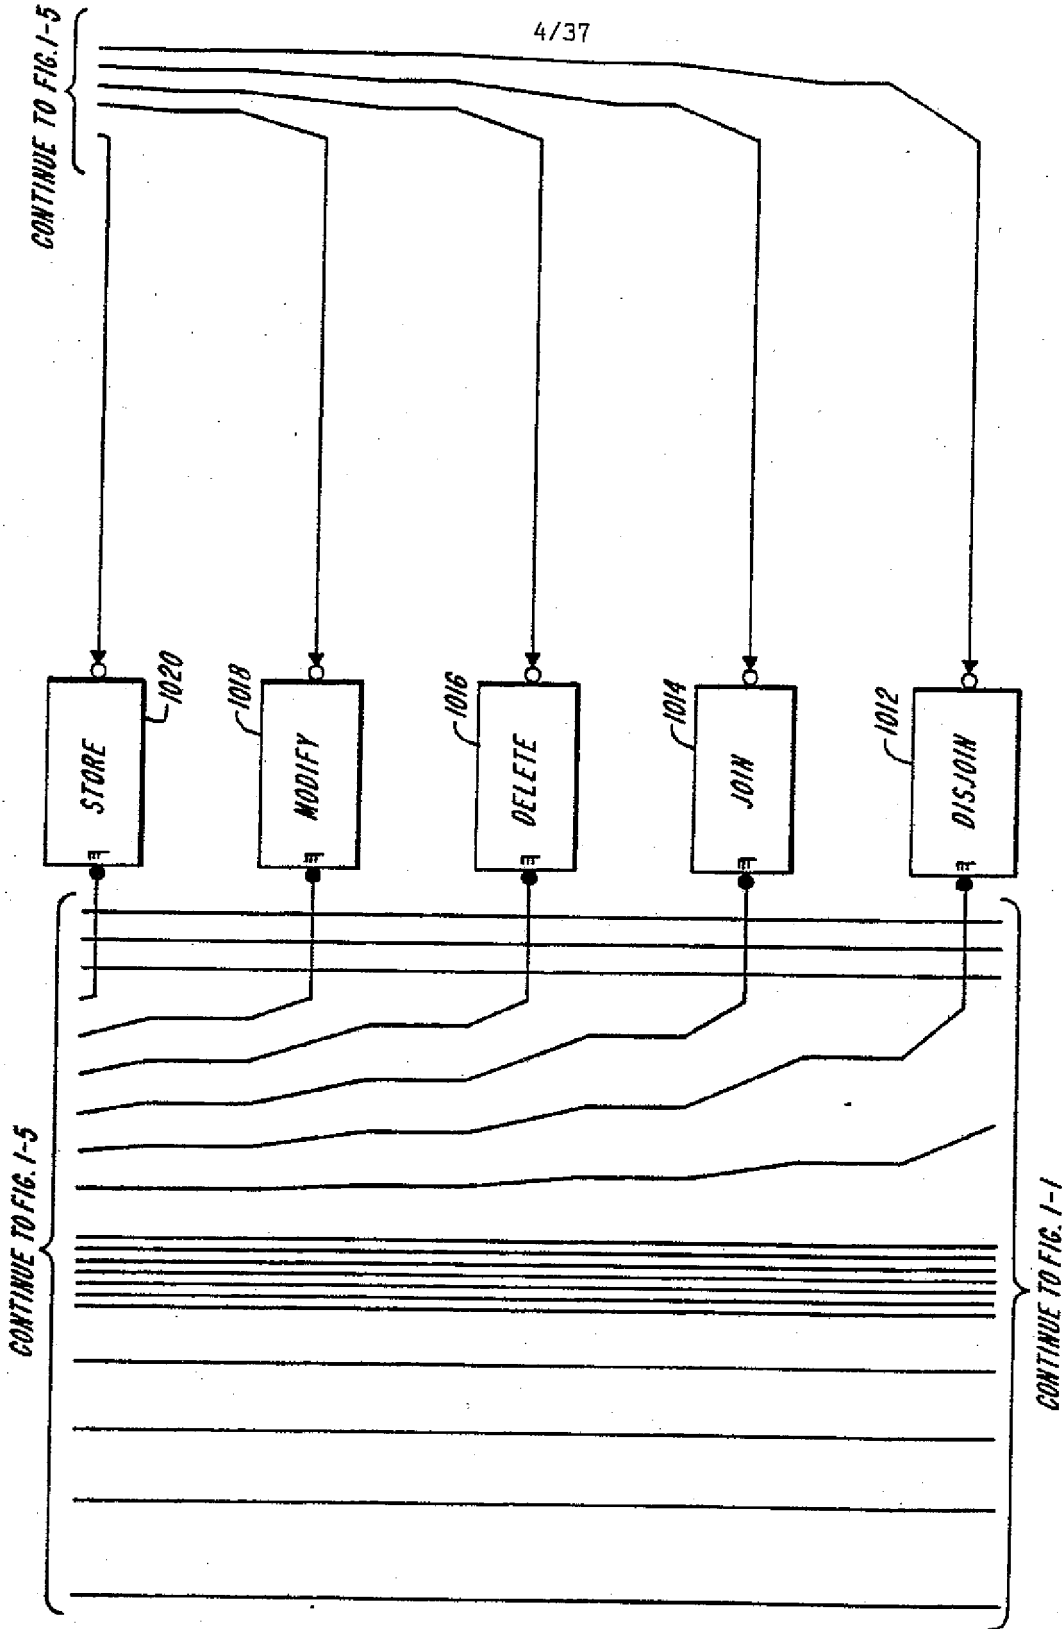 4/37
CONTINUE TO FIG. 1-5
STORE
1020
MODIFY
1018
DELETE
1016
JOIN
1014
DISJOIN
1012
CONTINUE TO FIG. 1-5
CONTINUE TO FIG. 1-1